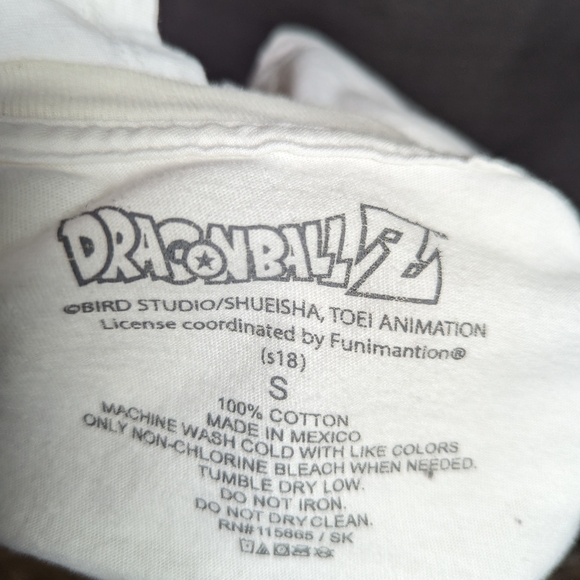 DRAGONBALL Z
©BIRD STUDIO/SHUEISHA, TOEI ANIMATION
License coordinated by Funimantion®
(s18)
S
100% COTTON
MADE IN MEXICO
MACHINE WASH COLD WITH LIKE COLORS
ONLY NON-CHLORINE BLEACH WHEN NEEDED.
TUMBLE DRY LOW.
DO NOT IRON.
DO NOT DRY CLEAN.
RN#115665 / SK